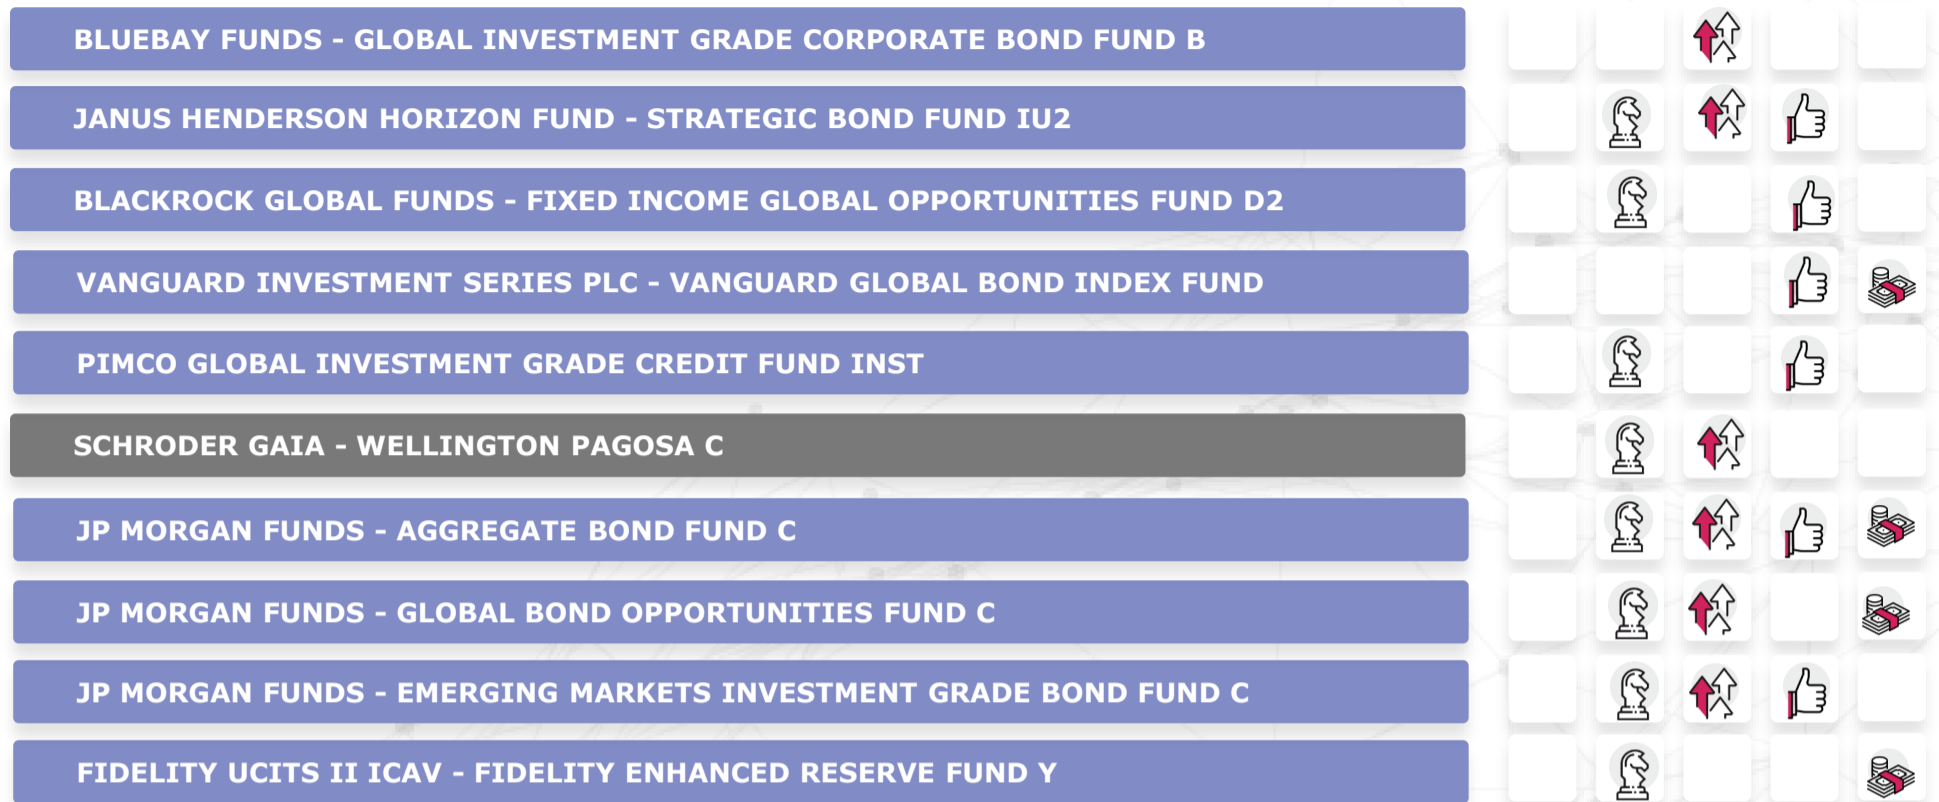 BLUEBAY FUNDS - GLOBAL INVESTMENT GRADE CORPORATE BOND FUND B
JANUS HENDERSON HORIZON FUND - STRATEGIC BOND FUND IU2
BLACKROCK GLOBAL FUNDS - FIXED INCOME GLOBAL OPPORTUNITIES FUND D2
VANGUARD INVESTMENT SERIES PLC - VANGUARD GLOBAL BOND INDEX FUND
PIMCO GLOBAL INVESTMENT GRADE CREDIT FUND INST
SCHRODER GAIA - WELLINGTON PAGOSA C
JP MORGAN FUNDS - AGGREGATE BOND FUND C
JP MORGAN FUNDS - GLOBAL BOND OPPORTUNITIES FUND C
JP MORGAN FUNDS - EMERGING MARKETS INVESTMENT GRADE BOND FUND C
FIDELITY UCITS II ICAV - FIDELITY ENHANCED RESERVE FUND Y